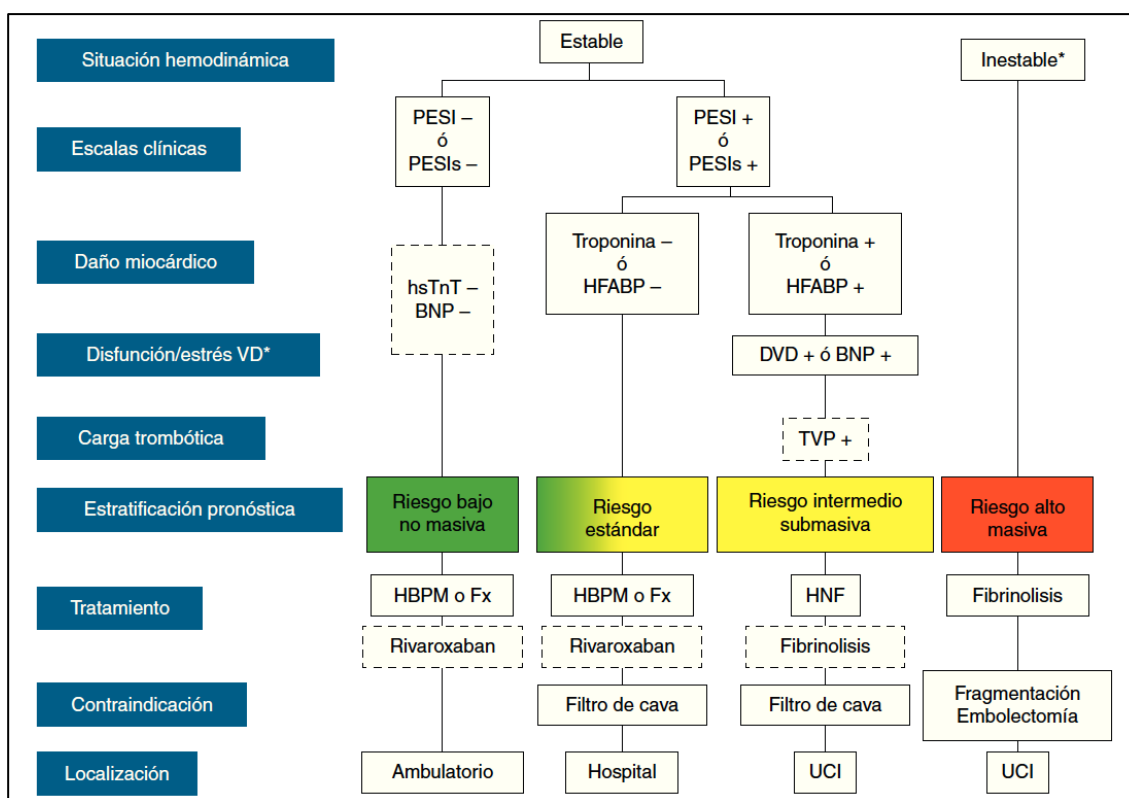 Situación hemodinámica
Estable
Inestable*
Escalas clínicas
PESI –
ó
PESIs –
PESI +
ó
PESIs +
Daño miocárdico
hsTnT –
BNP –
Troponina –
ó
HFABP –
Troponina +
ó
HFABP +
Disfunción/estrés VD*
DVD + ó BNP +
Carga trombótica
TVP +
Estratificación pronóstica
Riesgo bajo
no masiva
Riesgo
estándar
Riesgo intermedio
submasiva
Riesgo alto
masiva
Tratamiento
HBPM o Fx
HBPM o Fx
HNF
Fibrinolisis
Rivaroxaban
Rivaroxaban
Fibrinolisis
Contraindicación
Filtro de cava
Filtro de cava
Fragmentación
Embolectomía
Localización
Ambulatorio
Hospital
UCI
UCI